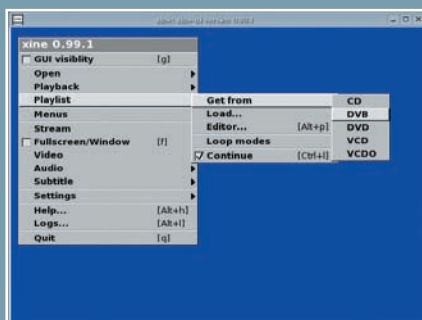 xine 0.99.1
GUI visiblity [g]
Open
Playback
Playlist
Menus
Stream
Fullscreen/Window [f]
Video
Audio
Subtitle
Settings
Help... [Alt+h]
Logs... [Alt+l]
Quit [q]
Get from
Load...
Editor... [Alt+p]
Loop modes
Continue [Ctrl+l]
CD
DVB
DVD
VCD
VCDO